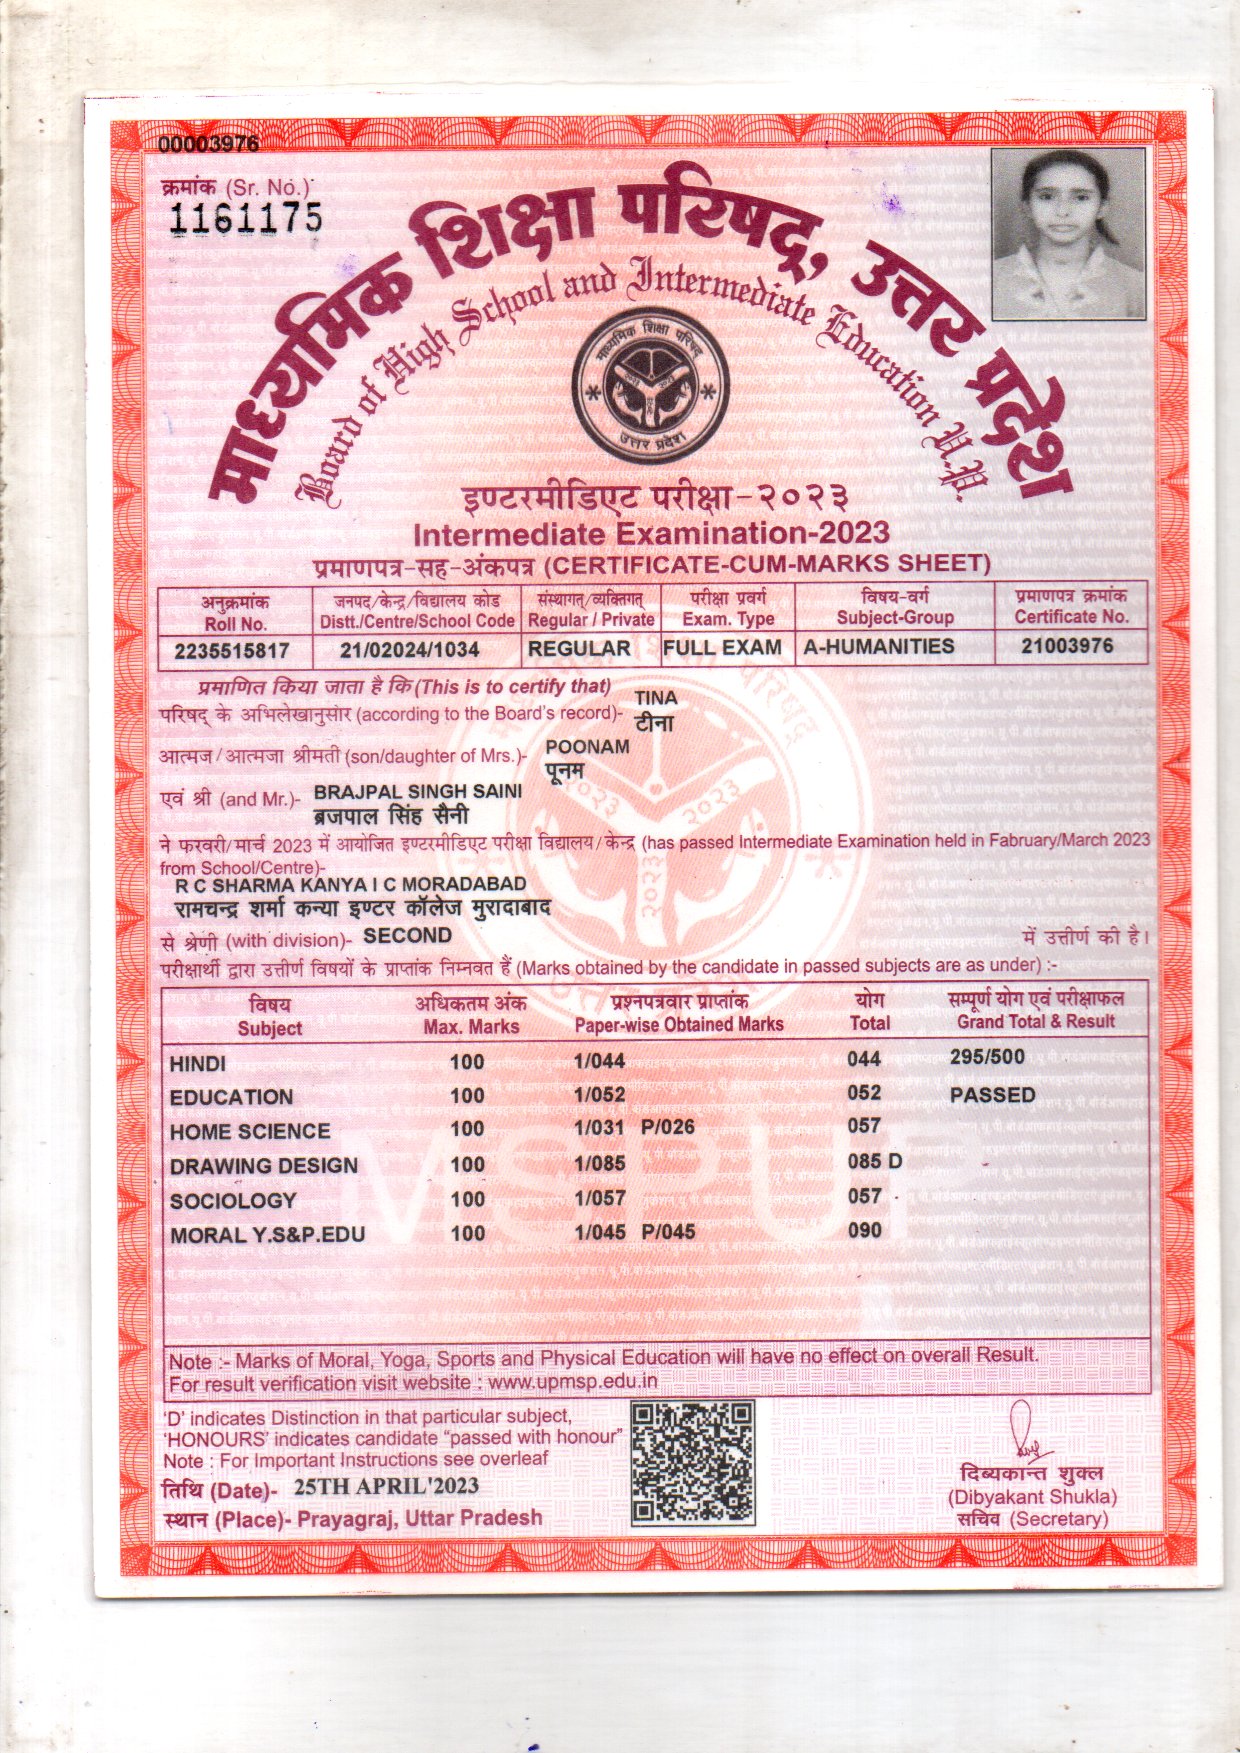 00003976
क्रमांक (Sr. No.)
1161175
माध्यमिक शिक्षा परिषद्, उत्तर प्रदेश
Board of High School and Intermediate Education U.P.
माध्यमिक शिक्षा परिषद्
उत्तर प्रदेश
इण्टरमीडिएट परीक्षा-२०२३
Intermediate Examination-2023
प्रमाणपत्र-सह-अंकपत्र (CERTIFICATE-CUM-MARKS SHEET)
अनुक्रमांक जनपद/केन्द्र/विद्यालय कोड संस्थागत्/व्यक्तिगत् परीक्षा प्रवर्ग विषय-वर्ग प्रमाणपत्र क्रमांक
Roll No. Distt./Centre/School Code Regular / Private Exam. Type Subject-Group Certificate No.
2235515817 21/02024/1034 REGULAR FULL EXAM A-HUMANITIES 21003976
प्रमाणित किया जाता है कि (This is to certify that) TINA
परिषद् के अभिलेखानुसार (according to the Board's record)- टीना
आत्मज/आत्मजा श्रीमती (son/daughter of Mrs.)- POONAM
पूनम
एवं श्री (and Mr.)- BRAJPAL SINGH SAINI
ब्रजपाल सिंह सैनी
ने फरवरी/मार्च 2023 में आयोजित इण्टरमीडिएट परीक्षा विद्यालय/केन्द्र (has passed Intermediate Examination held in Fabruary/March 2023
from School/Centre)-
R C SHARMA KANYA I C MORADABAD
रामचन्द्र शर्मा कन्या इण्टर कॉलेज मुरादाबाद
से श्रेणी (with division)- SECOND में उत्तीर्ण की है।
परीक्षार्थी द्वारा उत्तीर्ण विषयों के प्राप्तांक निम्नवत हैं (Marks obtained by the candidate in passed subjects are as under) :-
विषय अधिकतम अंक प्रश्नपत्रवार प्राप्तांक योग सम्पूर्ण योग एवं परीक्षाफल
Subject Max. Marks Paper-wise Obtained Marks Total Grand Total & Result
HINDI 100 1/044 044 295/500
EDUCATION 100 1/052 052 PASSED
HOME SCIENCE 100 1/031 P/026 057
DRAWING DESIGN 100 1/085 085 D
SOCIOLOGY 100 1/057 057
MORAL Y.S&P.EDU 100 1/045 P/045 090
Note :- Marks of Moral, Yoga, Sports and Physical Education will have no effect on overall Result.
For result verification visit website : www.upmsp.edu.in
'D' indicates Distinction in that particular subject,
'HONOURS' indicates candidate "passed with honour"
Note : For Important Instructions see overleaf
तिथि (Date)- 25TH APRIL'2023
स्थान (Place)- Prayagraj, Uttar Pradesh
दिब्यकान्त शुक्ल
(Dibyakant Shukla)
सचिव (Secretary)